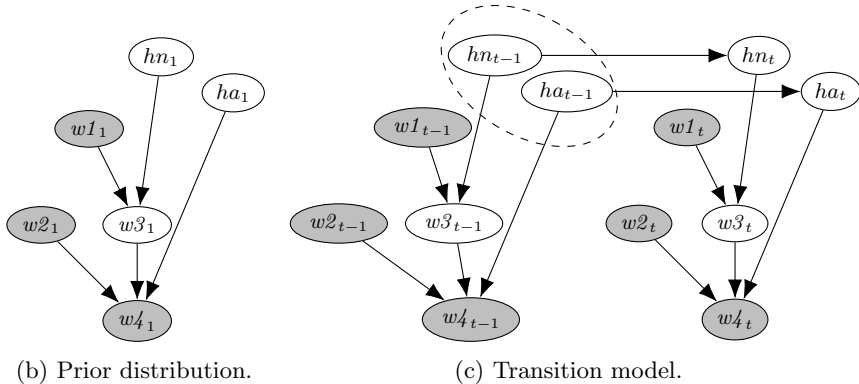 hn₁
ha₁
w1₁
w2₁
w3₁
w4₁
(b) Prior distribution.
hnₜ₋₁
haₜ₋₁
w1ₜ₋₁
w2ₜ₋₁
w3ₜ₋₁
w4ₜ₋₁
hnₜ
haₜ
w1ₜ
w2ₜ
w3ₜ
w4ₜ
(c) Transition model.